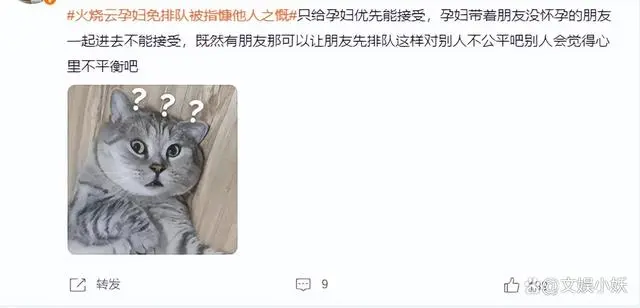 #火烧云孕妇免排队被指慷他人之慨#只给孕妇优先能接受，孕妇带着朋友没怀孕的朋友
一起进去不能接受，既然有朋友那可以让朋友先排队这样对别人不公平吧别人会觉得心
里不平衡吧
? ? ?
转发
9
@文娱小妖